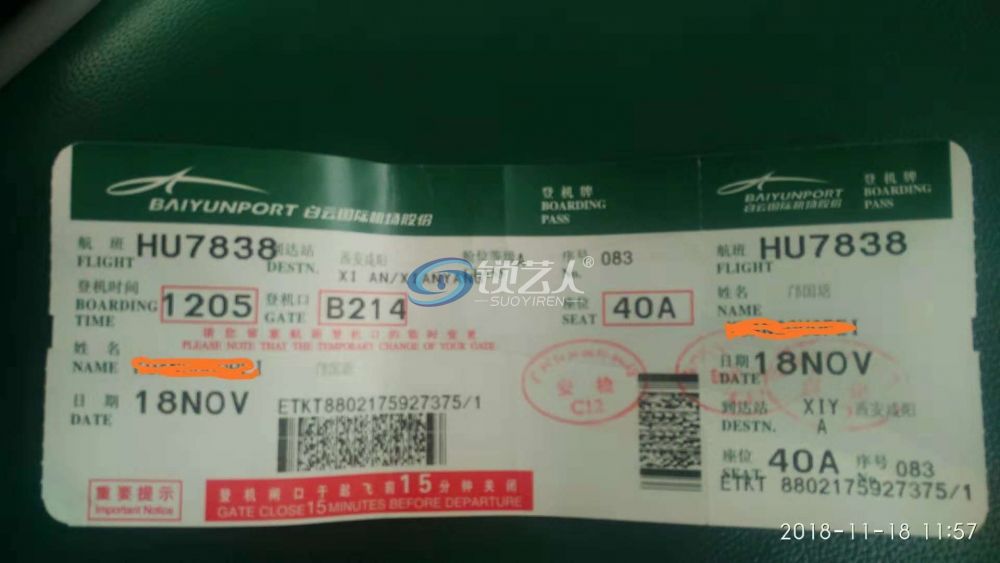 BAIYUNPORT 白云国际机场股份
登机牌
BOARDING
PASS
航班 HU7838
FLIGHT
到达站 西安咸阳
DESTN. XI AN/XIANYANG
舱位等级 A
序号 083
登机时间
BOARDING 1205
TIME
登机口
GATE B214
座位
SEAT 40A
请您留意航班登机口的临时变更
PLEASE NOTE THAT THE TEMPORARY CHANGE OF YOUR GATE
姓名
NAME
日期 18NOV
DATE
ETKT8802175927375/1
重要提示
Important Notice
登机闸口于起飞前15分钟关闭
GATE CLOSE 15 MINUTES BEFORE DEPARTURE
安检
C12
锁艺人®
SUOYIREN
BAIYUNPORT
白云国际机场股份
登机牌
BOARDING
PASS
航班 HU7838
FLIGHT
姓名
NAME
日期 18NOV
DATE
到达站 XIY 西安咸阳
DESTN. A
座位 40A 序号 083
SEAT
ETKT 8802175927375/1
2018-11-18 11:57